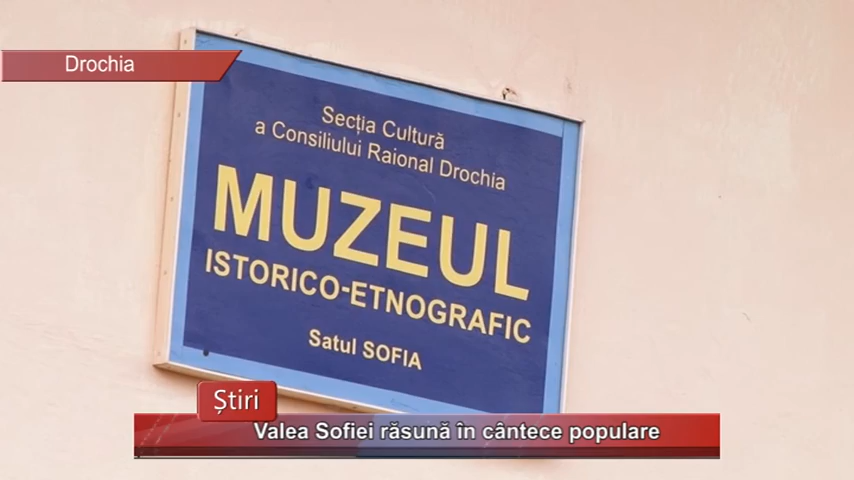 Drochia
Secția Cultură
a Consiliului Raional Drochia
MUZEUL
ISTORICO-ETNOGRAFIC
Satul SOFIA
Știri
Valea Sofiei răsună în cântece populare